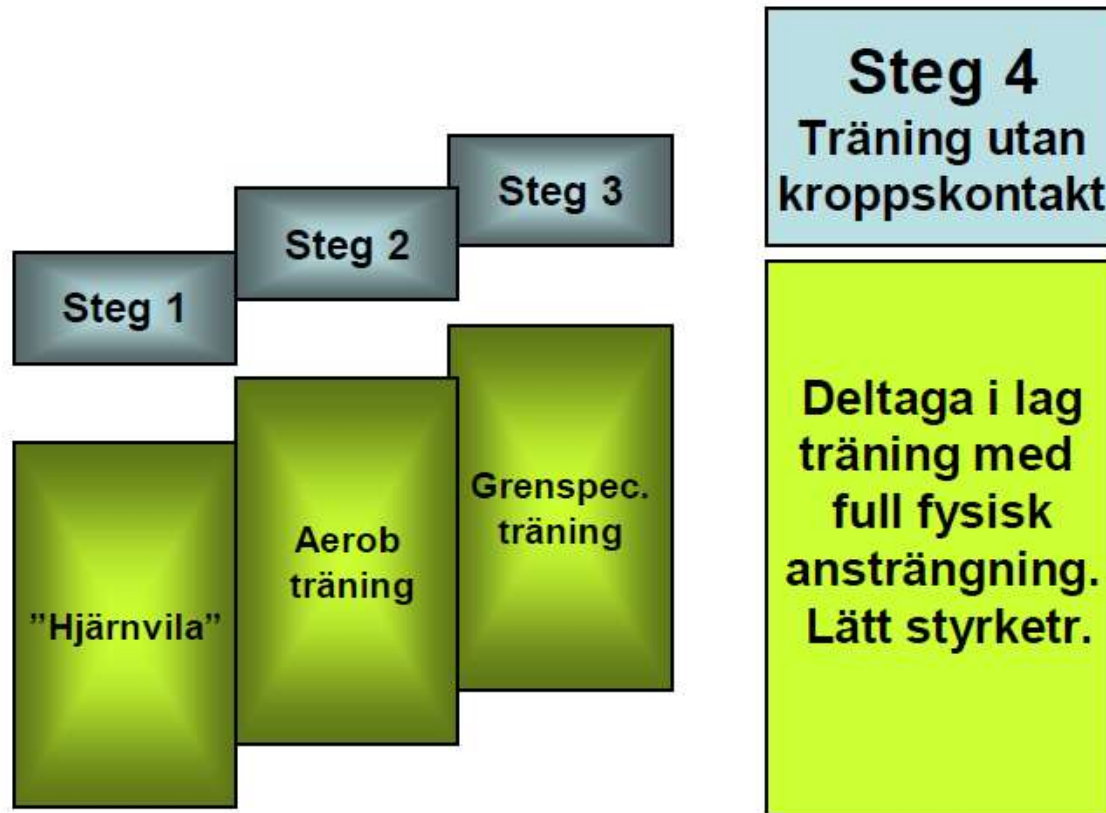 Steg 1
"Hjärnvila"
Steg 2
Aerob
träning
Steg 3
Grenspec.
träning
Steg 4
Träning utan
kroppskontakt
Deltaga i lag
träning med
full fysisk
ansträngning.
Lätt styrketr.